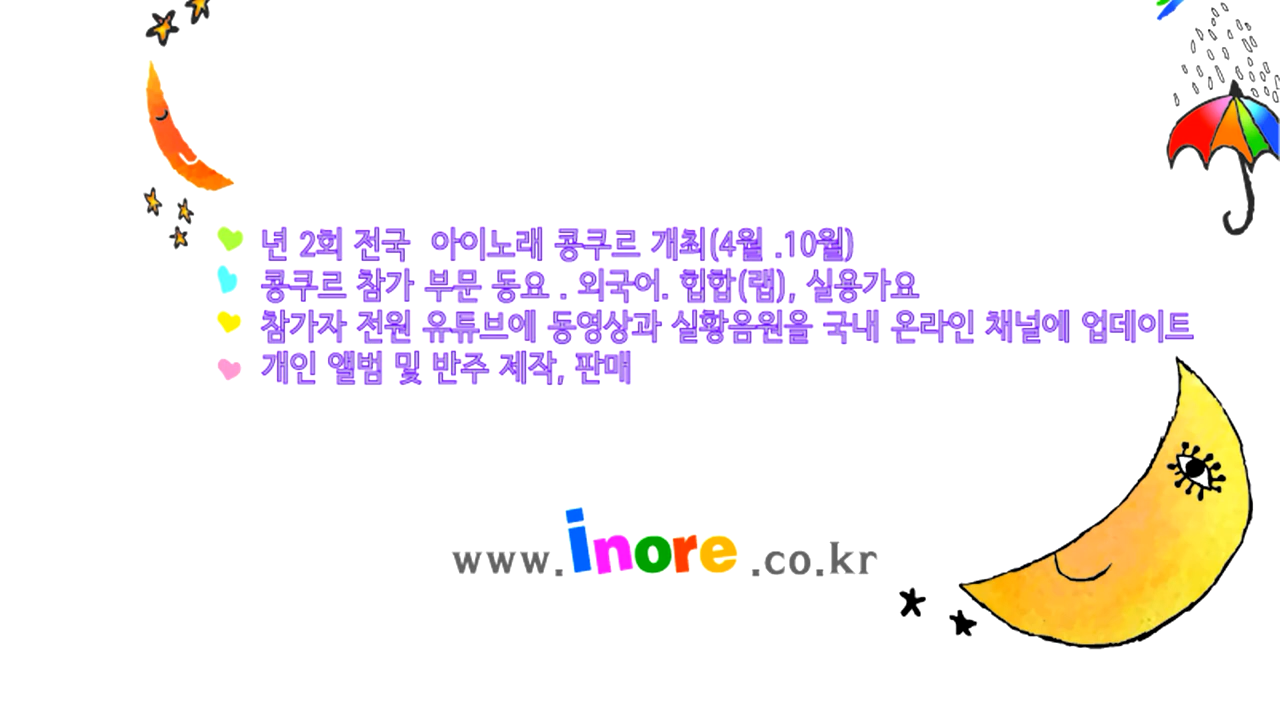 년 2회 전국 아이노래 콩쿠르 개최(4월 .10월)
콩쿠르 참가 부문 동요 . 외국어. 힙합(랩), 실용가요
참가자 전원 유튜브에 동영상과 실황음원을 국내 온라인 채널에 업데이트
개인 앨범 및 반주 제작, 판매
www.inore.co.kr